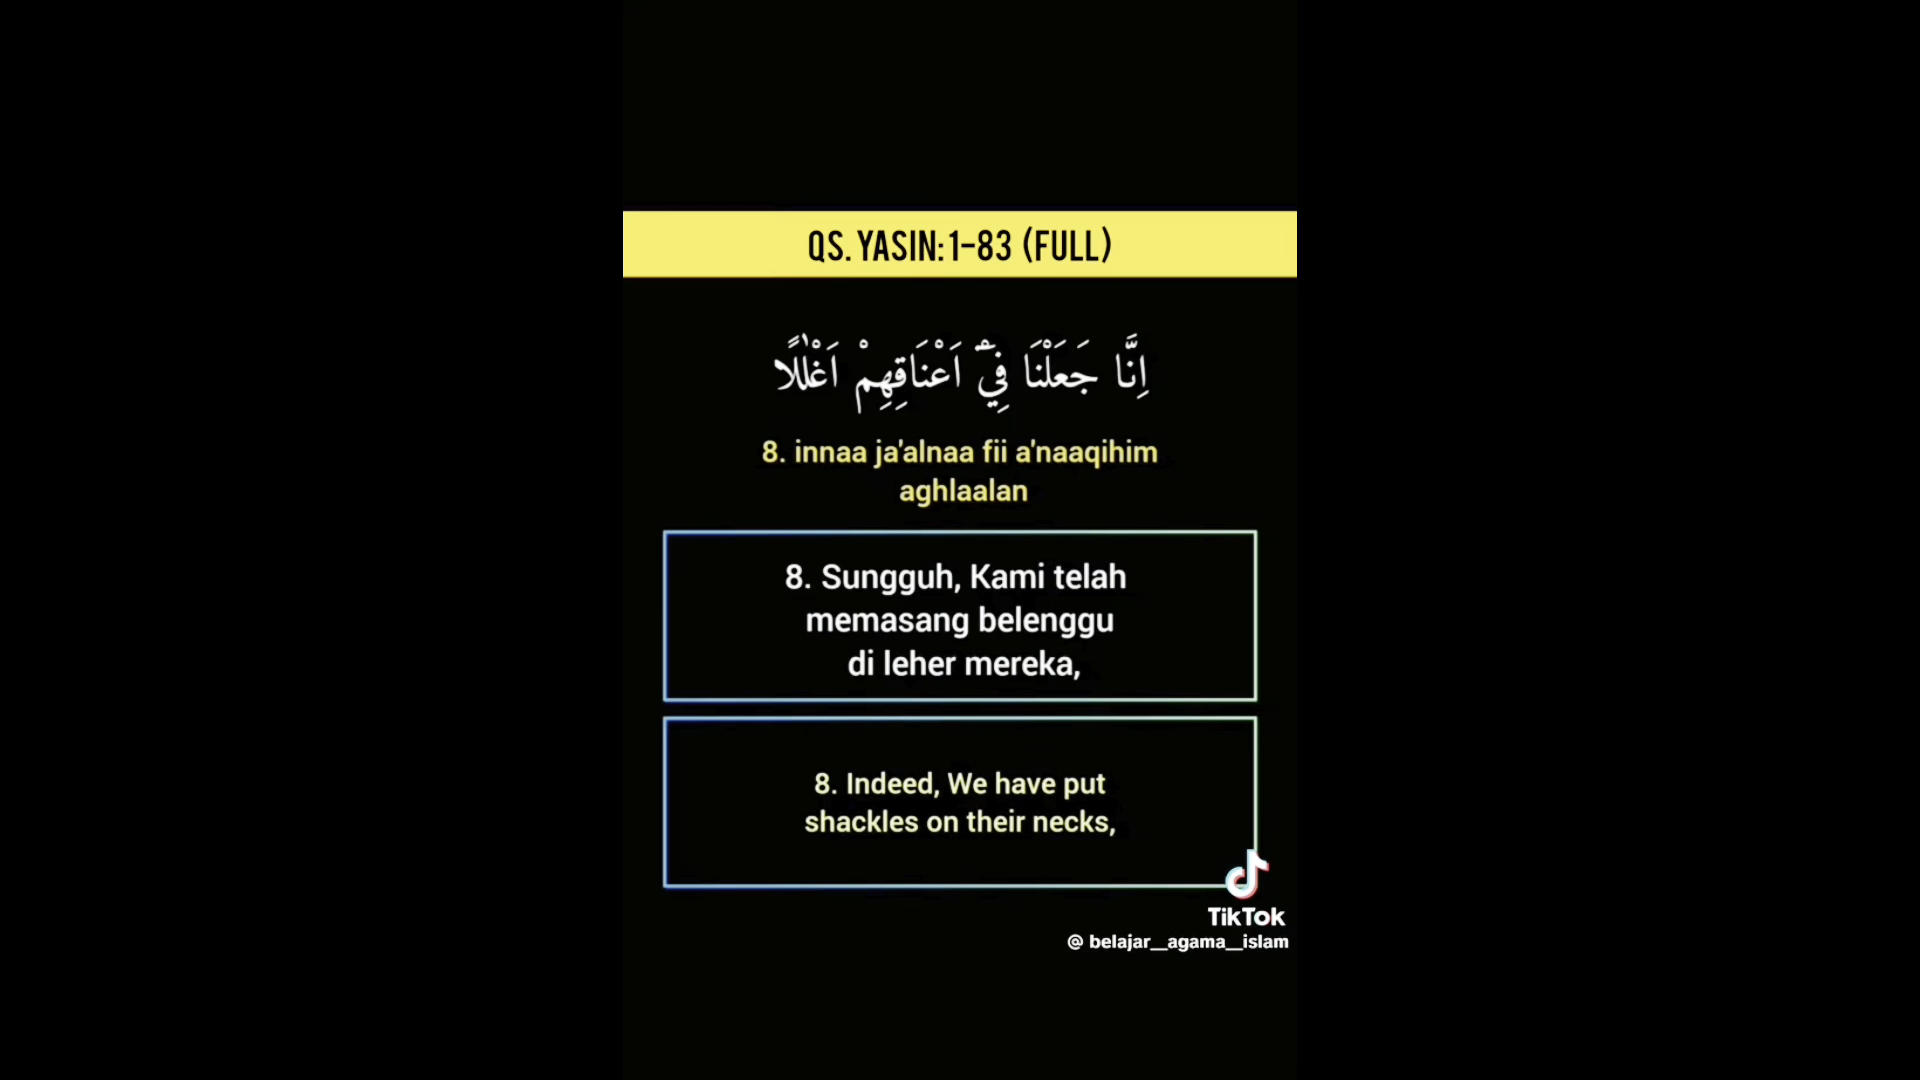 QS. YASIN: 1-83 (FULL)
اِنَّا جَعَلْنَا فِيْٓ اَعْنَاقِهِمْ اَغْلٰلًا
8. innaa ja'alnaa fii a'naaqihim
aghlaalan
8. Sungguh, Kami telah
memasang belenggu
di leher mereka,
8. Indeed, We have put
shackles on their necks,
TikTok
@ belajar__agama__islam